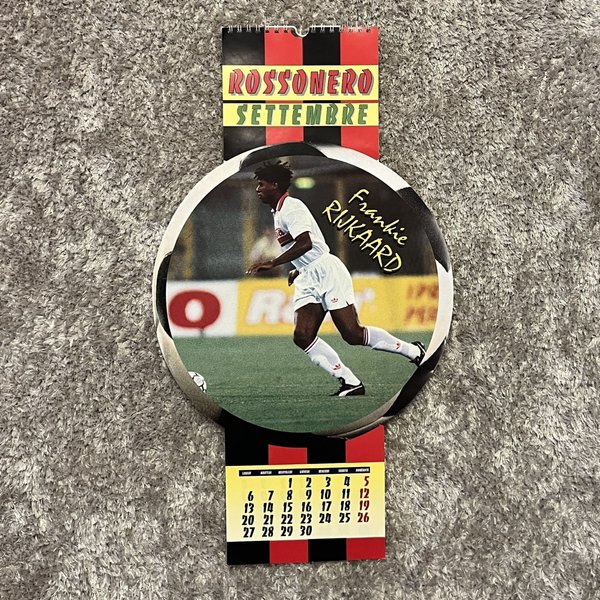 ROSSONERO
SETTEMBRE
Frankie
RIJKAARD
1 2 3 4 5
6 7 8 9 10 11 12
13 14 15 16 17 18 19
20 21 22 23 24 25 26
27 28 29 30